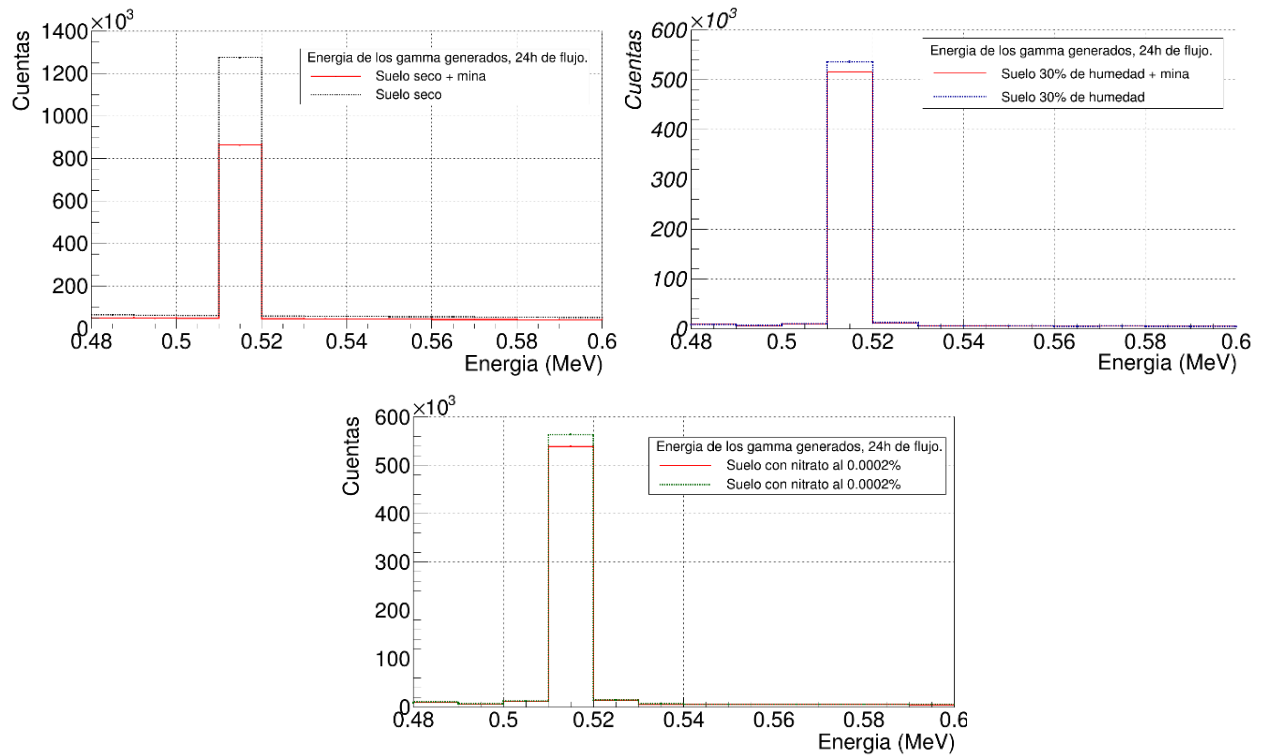 ×10³
Cuentas
1400
1200
1000
800
600
400
200
0
Energia de los gamma generados, 24h de flujo.
Suelo seco + mina
Suelo seco
0.48 0.5 0.52 0.54 0.56 0.58 0.6
Energia (MeV)
×10³
Cuentas
600
500
400
300
200
100
0
Energia de los gamma generados, 24h de flujo.
Suelo 30% de humedad + mina
Suelo 30% de humedad
0.48 0.5 0.52 0.54 0.56 0.58 0.6
Energia (MeV)
×10³
Cuentas
600
500
400
300
200
100
0
Energia de los gamma generados, 24h de flujo.
Suelo con nitrato al 0.0002%
Suelo con nitrato al 0.0002%
0.48 0.5 0.52 0.54 0.56 0.58 0.6
Energia (MeV)